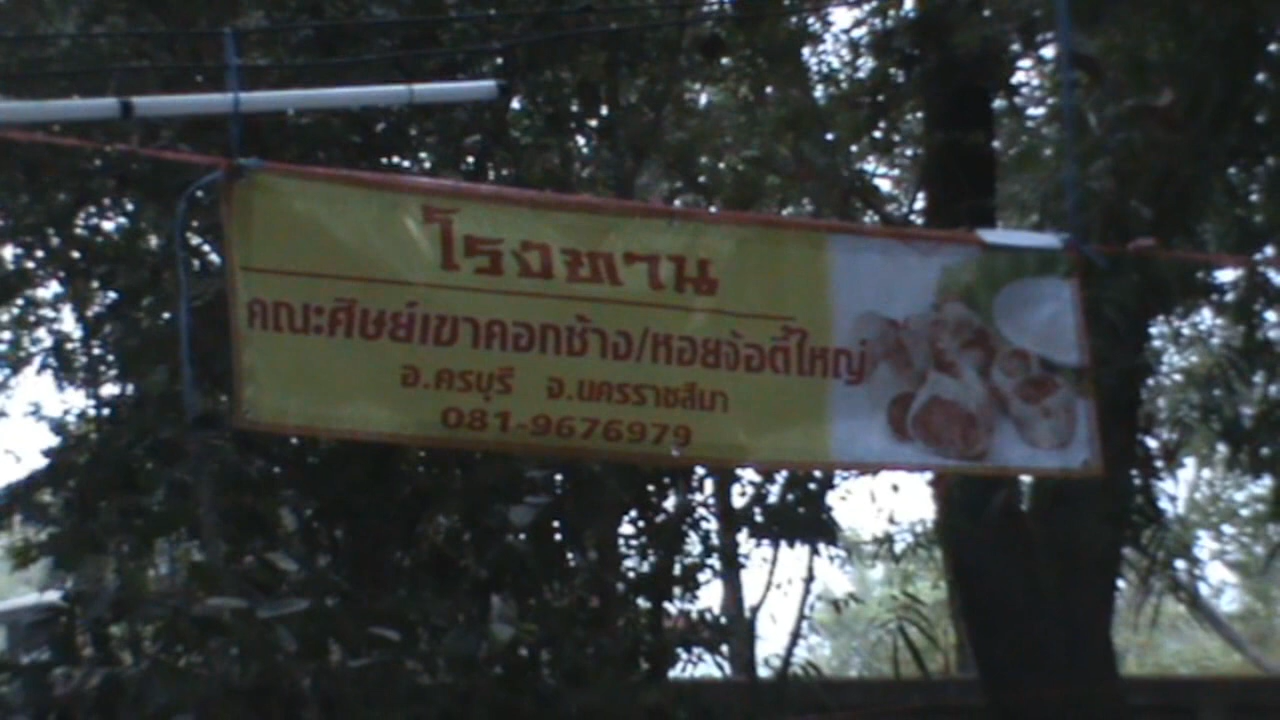 โรงทาน
คณะศิษย์เขาคอกช้าง/หอยจ้อตี๋ใหญ่
อ.ครบุรี จ.นครราชสีมา
081-9676979